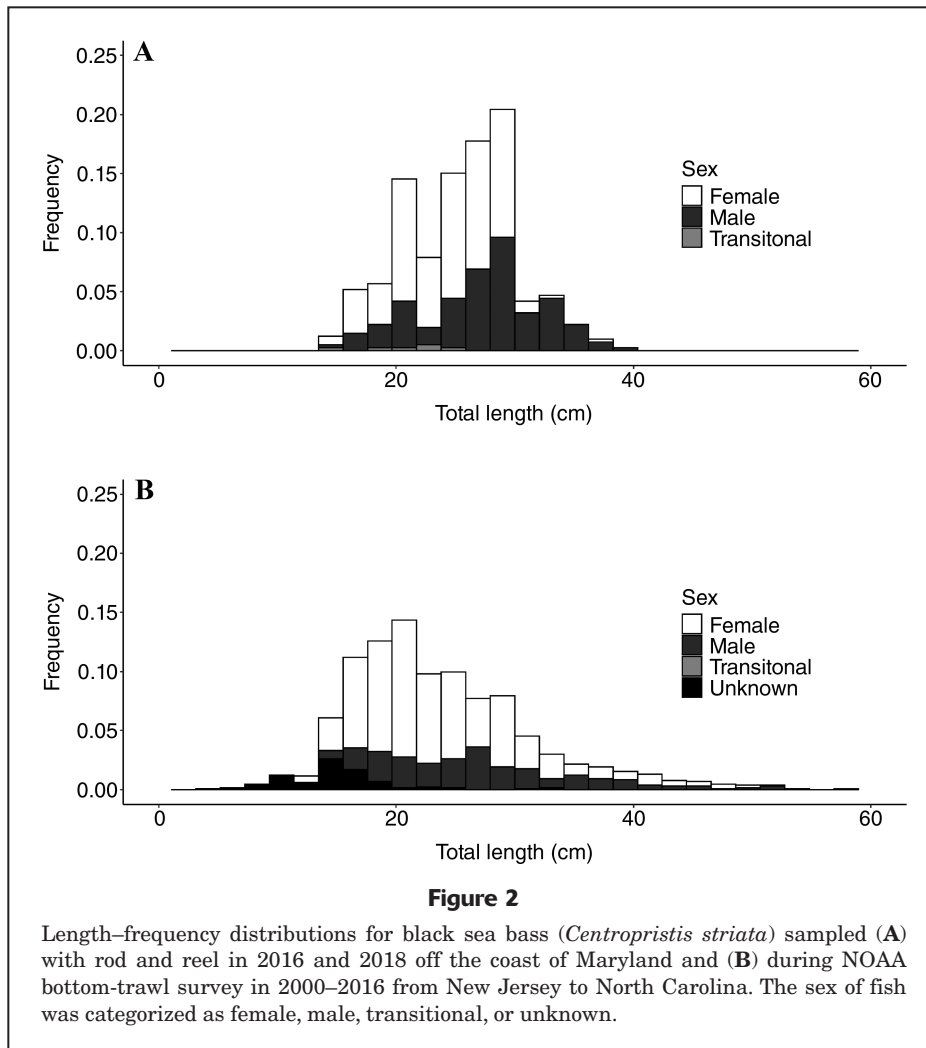 A
0.25
0.20
0.15
0.10
0.05
0.00
Frequency
Sex
Female
Male
Transitonal
0 20 40 60
Total length (cm)
B
0.25
0.20
0.15
0.10
0.05
0.00
Frequency
Sex
Female
Male
Transitonal
Unknown
0 20 40 60
Total length (cm)
Figure 2
Length–frequency distributions for black sea bass (Centropristis striata) sampled (A)
with rod and reel in 2016 and 2018 off the coast of Maryland and (B) during NOAA
bottom-trawl survey in 2000–2016 from New Jersey to North Carolina. The sex of fish
was categorized as female, male, transitional, or unknown.